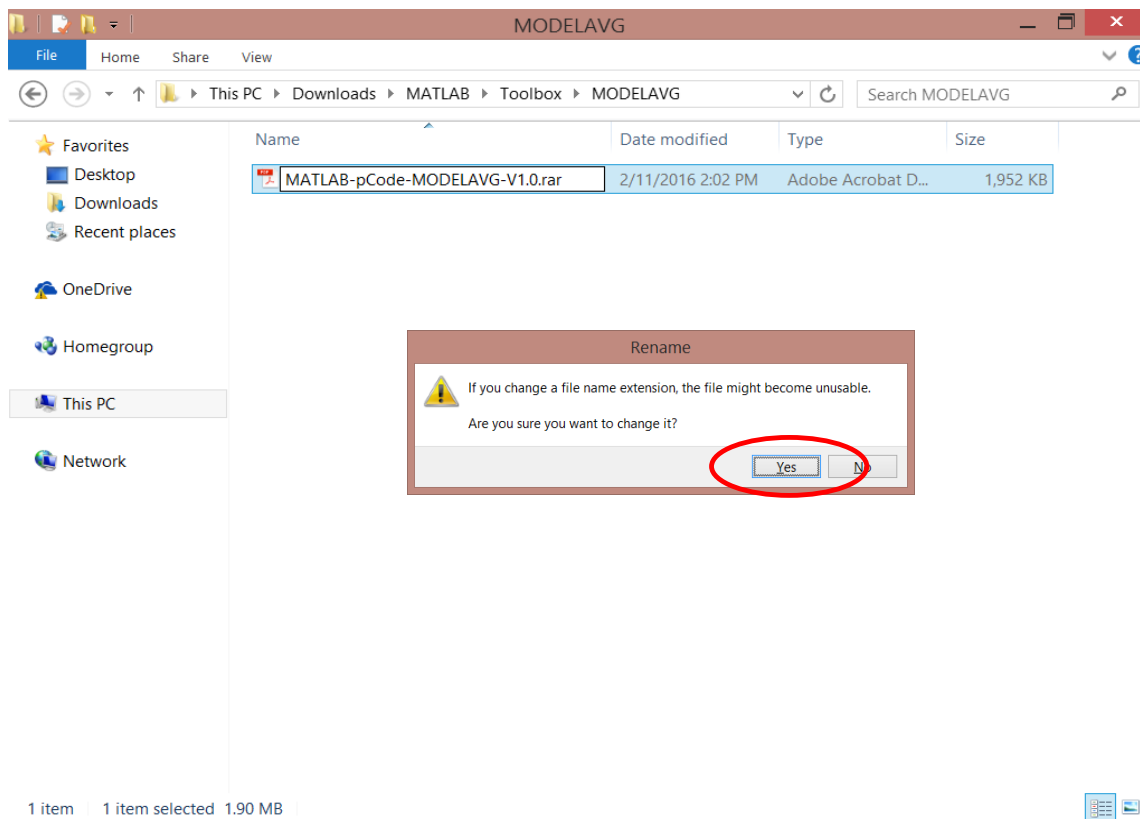 MODELAVG
File Home Share View
This PC Downloads MATLAB Toolbox MODELAVG Search MODELAVG
Name Date modified Type Size
Favorites
Desktop
Downloads
Recent places
OneDrive
Homegroup
This PC
Network
MATLAB-pCode-MODELAVG-V1.0.rar 2/11/2016 2:02 PM Adobe Acrobat D... 1,952 KB
Rename
If you change a file name extension, the file might become unusable.
Are you sure you want to change it?
Yes No
1 item 1 item selected 1.90 MB